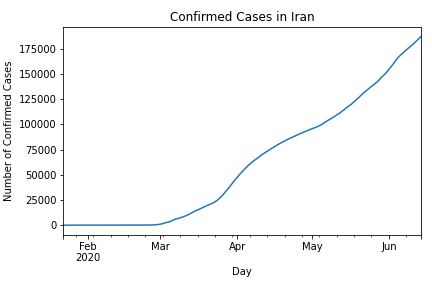 Confirmed Cases in Iran
Number of Confirmed Cases
175000
150000
125000
100000
75000
50000
25000
0
Feb
2020
Mar
Apr
May
Jun
Day